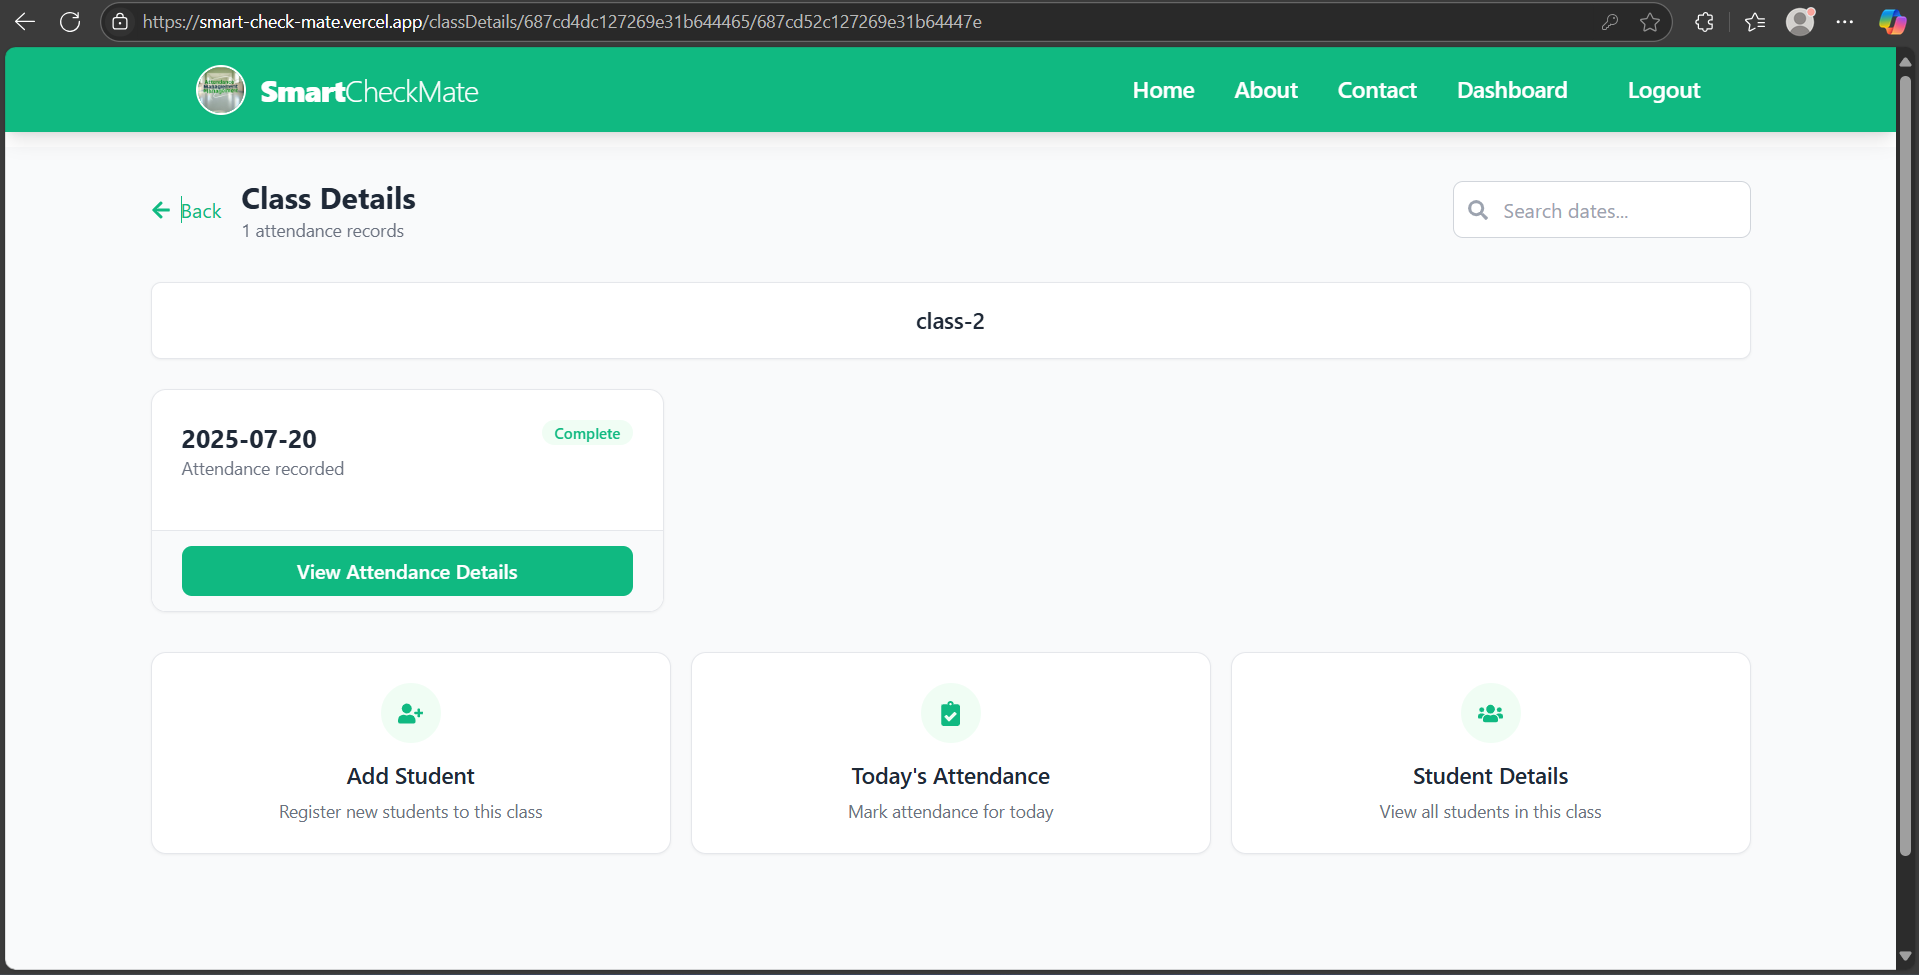 https://smart-check-mate.vercel.app/classDetails/687cd4dc127269e31b644465/687cd52c127269e31b64447e
SmartCheckMate
Home
About
Contact
Dashboard
Logout
Back
Class Details
1 attendance records
Search dates...
class-2
2025-07-20
Complete
Attendance recorded
View Attendance Details
Add Student
Register new students to this class
Today's Attendance
Mark attendance for today
Student Details
View all students in this class